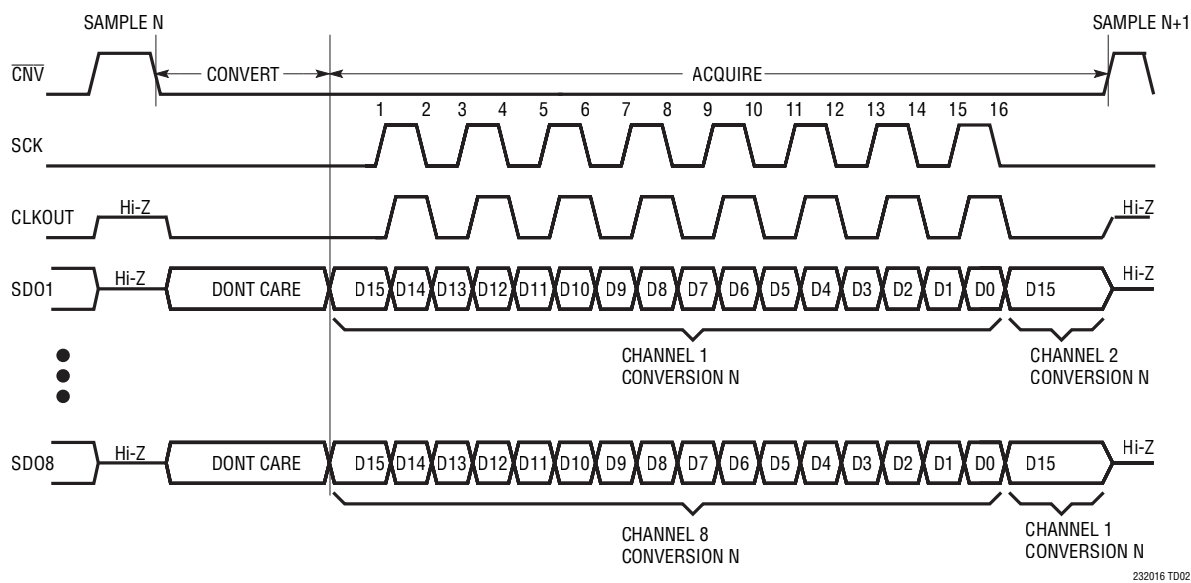 SAMPLE N
SAMPLE N+1
CNV
CONVERT
ACQUIRE
1 2 3 4 5 6 7 8 9 10 11 12 13 14 15 16
SCK
CLKOUT
Hi-Z
Hi-Z
SDO1
Hi-Z
DONT CARE
D15 D14 D13 D12 D11 D10 D9 D8 D7 D6 D5 D4 D3 D2 D1 D0 D15
Hi-Z
CHANNEL 1
CONVERSION N
CHANNEL 2
CONVERSION N
SDO8
Hi-Z
DONT CARE
D15 D14 D13 D12 D11 D10 D9 D8 D7 D6 D5 D4 D3 D2 D1 D0 D15
Hi-Z
CHANNEL 8
CONVERSION N
CHANNEL 1
CONVERSION N
232016 TD02